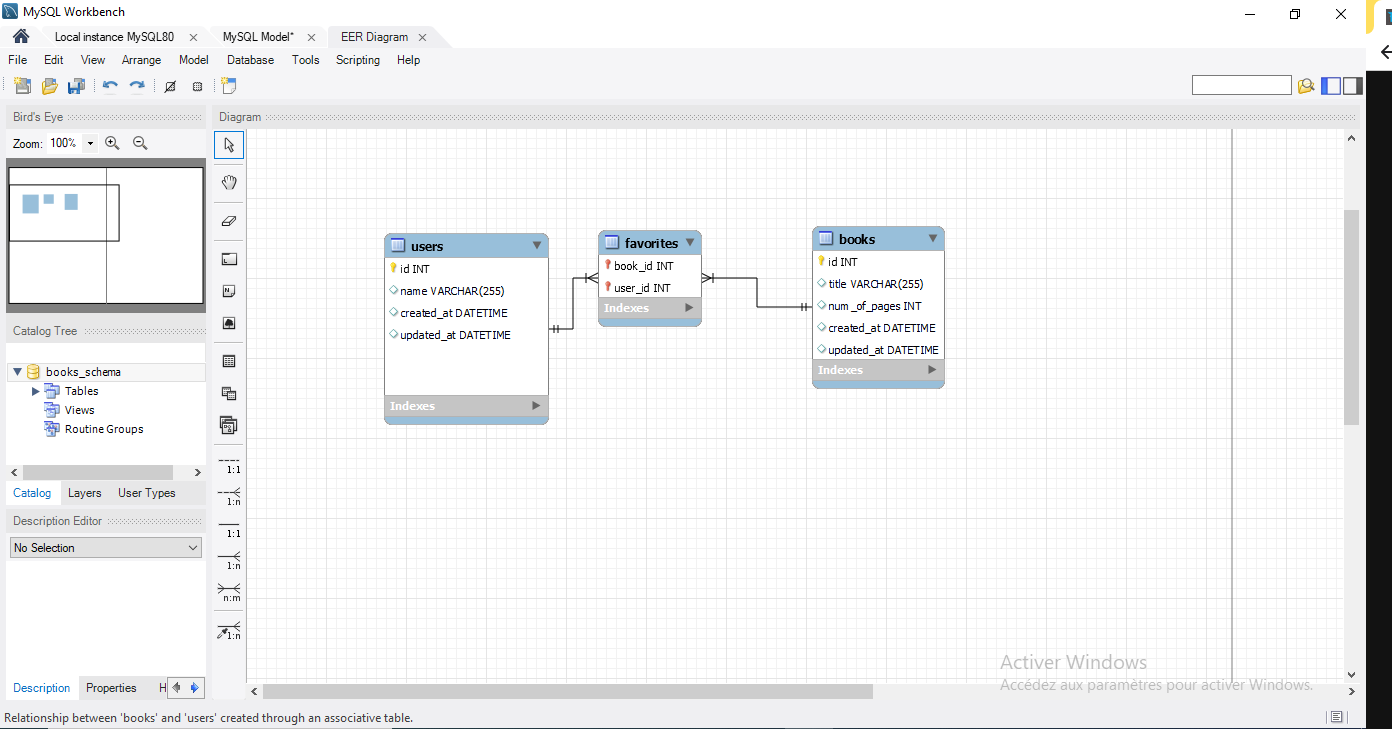 MySQL Workbench
Local instance MySQL80
MySQL Model*
EER Diagram
File Edit View Arrange Model Database Tools Scripting Help
Bird's Eye
Zoom: 100%
Diagram
Catalog Tree
books_schema
Tables
Views
Routine Groups
Catalog Layers User Types
Description Editor
No Selection
Description Properties H
1:1
1:n
1:1
1:n
n:m
1:n
users
id INT
name VARCHAR(255)
created_at DATETIME
updated_at DATETIME
Indexes
favorites
book_id INT
user_id INT
Indexes
books
id INT
title VARCHAR(255)
num_of_pages INT
created_at DATETIME
updated_at DATETIME
Indexes
Activer Windows
Accédez aux paramètres pour activer Windows.
Relationship between 'books' and 'users' created through an associative table.